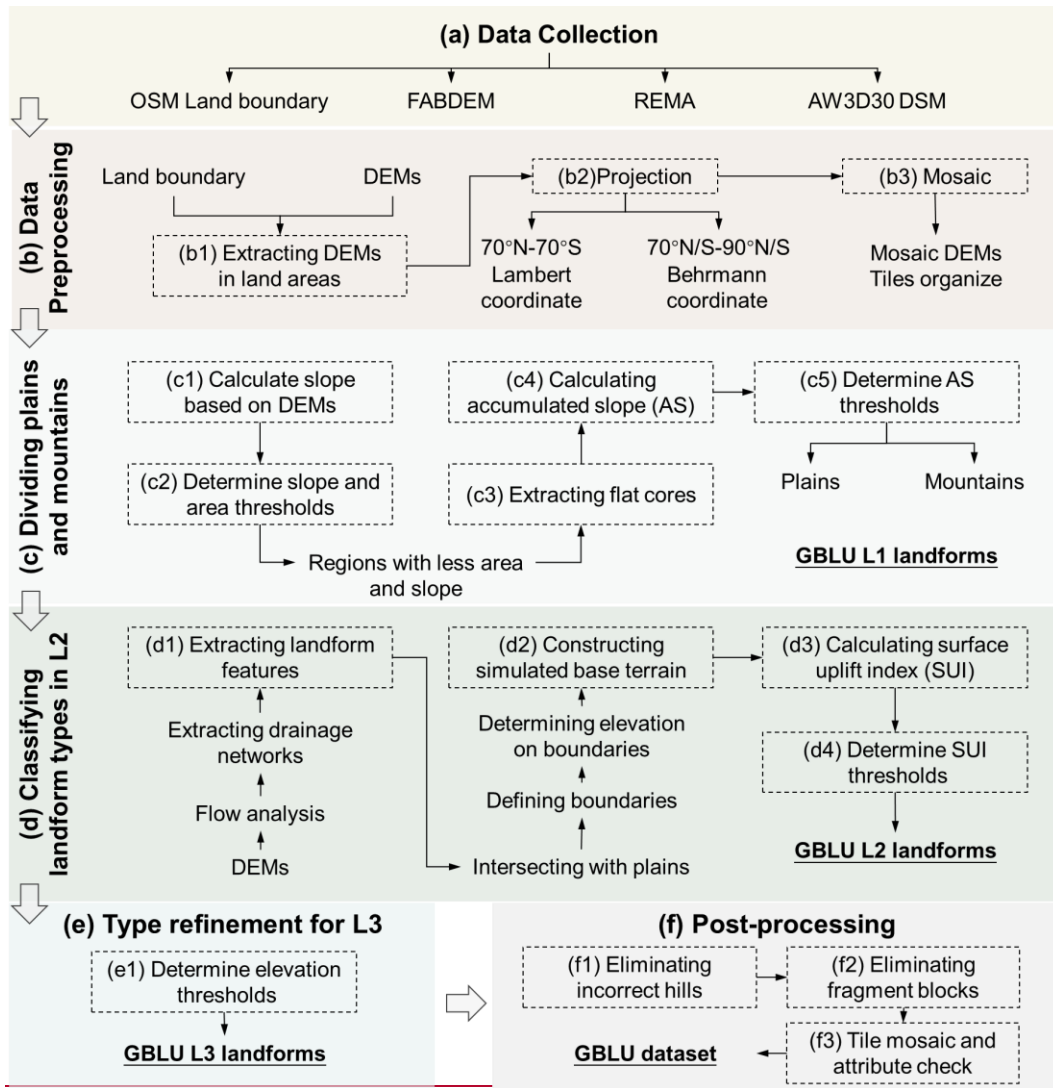 (a) Data Collection
OSM Land boundary
FABDEM
REMA
AW3D30 DSM
(b) Data
Preprocessing
Land boundary
DEMs
(b1) Extracting DEMs
in land areas
(b2)Projection
70°N-70°S
Lambert
coordinate
70°N/S-90°N/S
Behrmann
coordinate
(b3) Mosaic
Mosaic DEMs
Tiles organize
(c) Dividing plains
and mountains
(c1) Calculate slope
based on DEMs
(c2) Determine slope and
area thresholds
Regions with less area
and slope
(c3) Extracting flat cores
(c4) Calculating
accumulated slope (AS)
(c5) Determine AS
thresholds
Plains
Mountains
GBLU L1 landforms
(d) Classifying
landform types in L2
(d1) Extracting landform
features
Extracting drainage
networks
Flow analysis
DEMs
(d2) Constructing
simulated base terrain
Determining elevation
on boundaries
Defining boundaries
Intersecting with plains
(d3) Calculating surface
uplift index (SUI)
(d4) Determine SUI
thresholds
GBLU L2 landforms
(e) Type refinement for L3
(e1) Determine elevation
thresholds
GBLU L3 landforms
(f) Post-processing
(f1) Eliminating
incorrect hills
(f2) Eliminating
fragment blocks
(f3) Tile mosaic and
attribute check
GBLU dataset